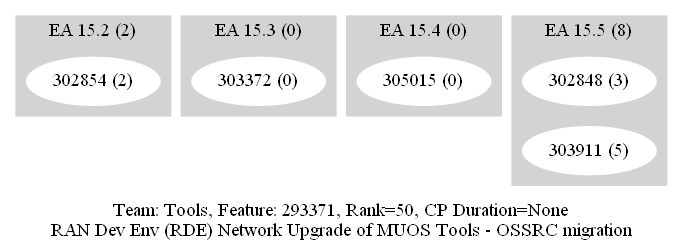 EA 15.2 (2)
302854 (2)
EA 15.3 (0)
303372 (0)
EA 15.4 (0)
305015 (0)
EA 15.5 (8)
302848 (3)
303911 (5)
Team: Tools, Feature: 293371, Rank=50, CP Duration=None
RAN Dev Env (RDE) Network Upgrade of MUOS Tools - OSSRC migration